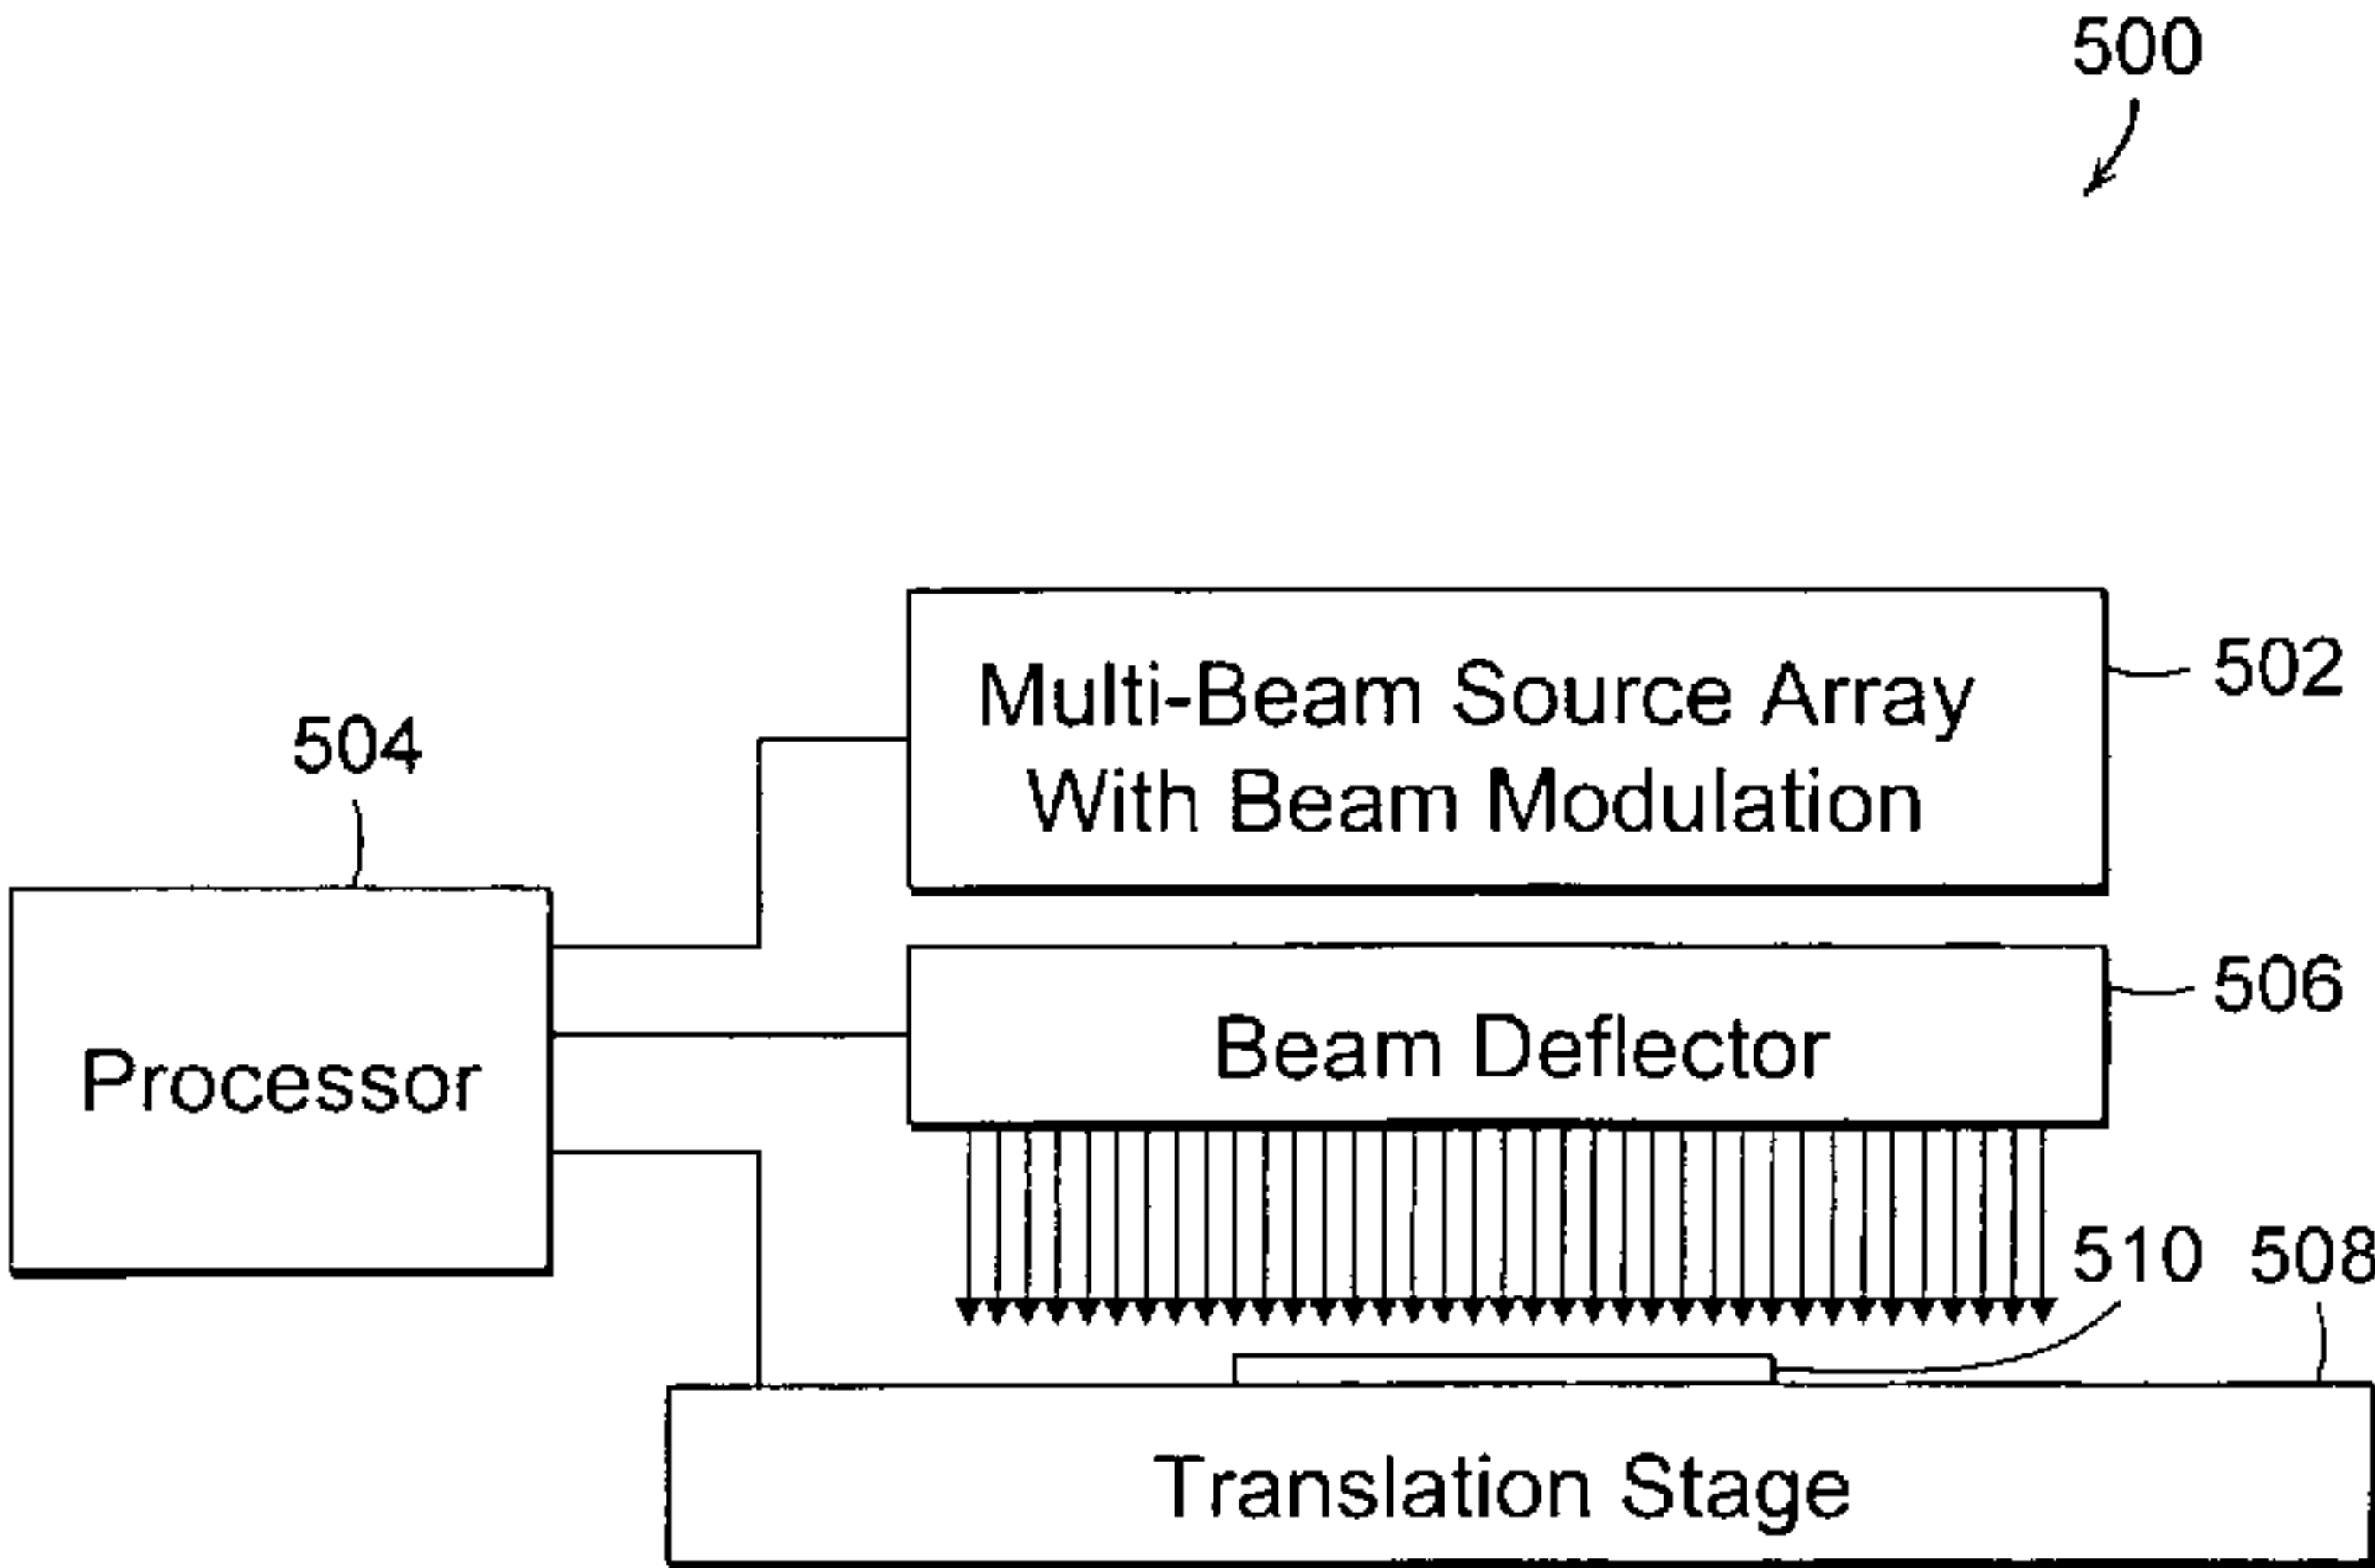 500
Multi-Beam Source Array
With Beam Modulation
502
504
Processor
Beam Deflector
506
510
508
Translation Stage